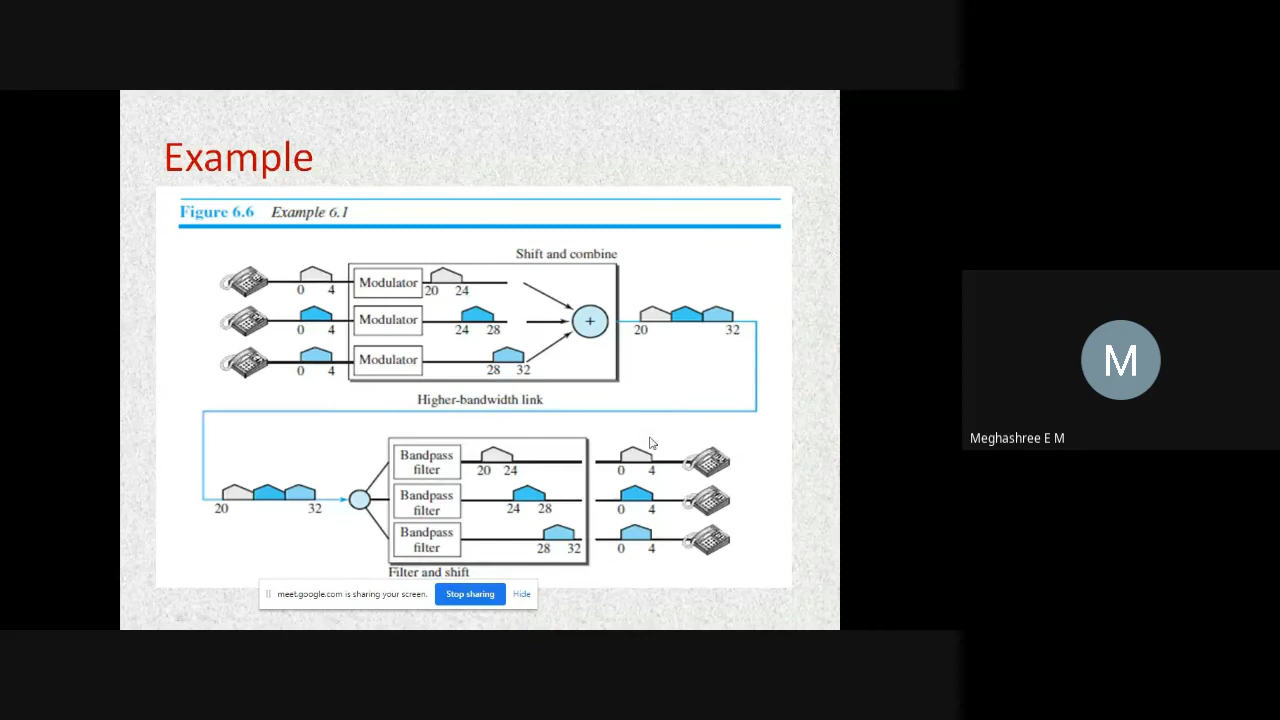 Example
Figure 6.6 Example 6.1
Shift and combine
0 4 Modulator 20 24
0 4 Modulator 24 28 + 20 32
0 4 Modulator 28 32
Higher-bandwidth link
Bandpass filter 20 24 0 4
20 32 Bandpass filter 24 28 0 4
Bandpass filter 28 32 0 4
Filter and shift
meet.google.com is sharing your screen. Stop sharing Hide
M
Meghashree E M